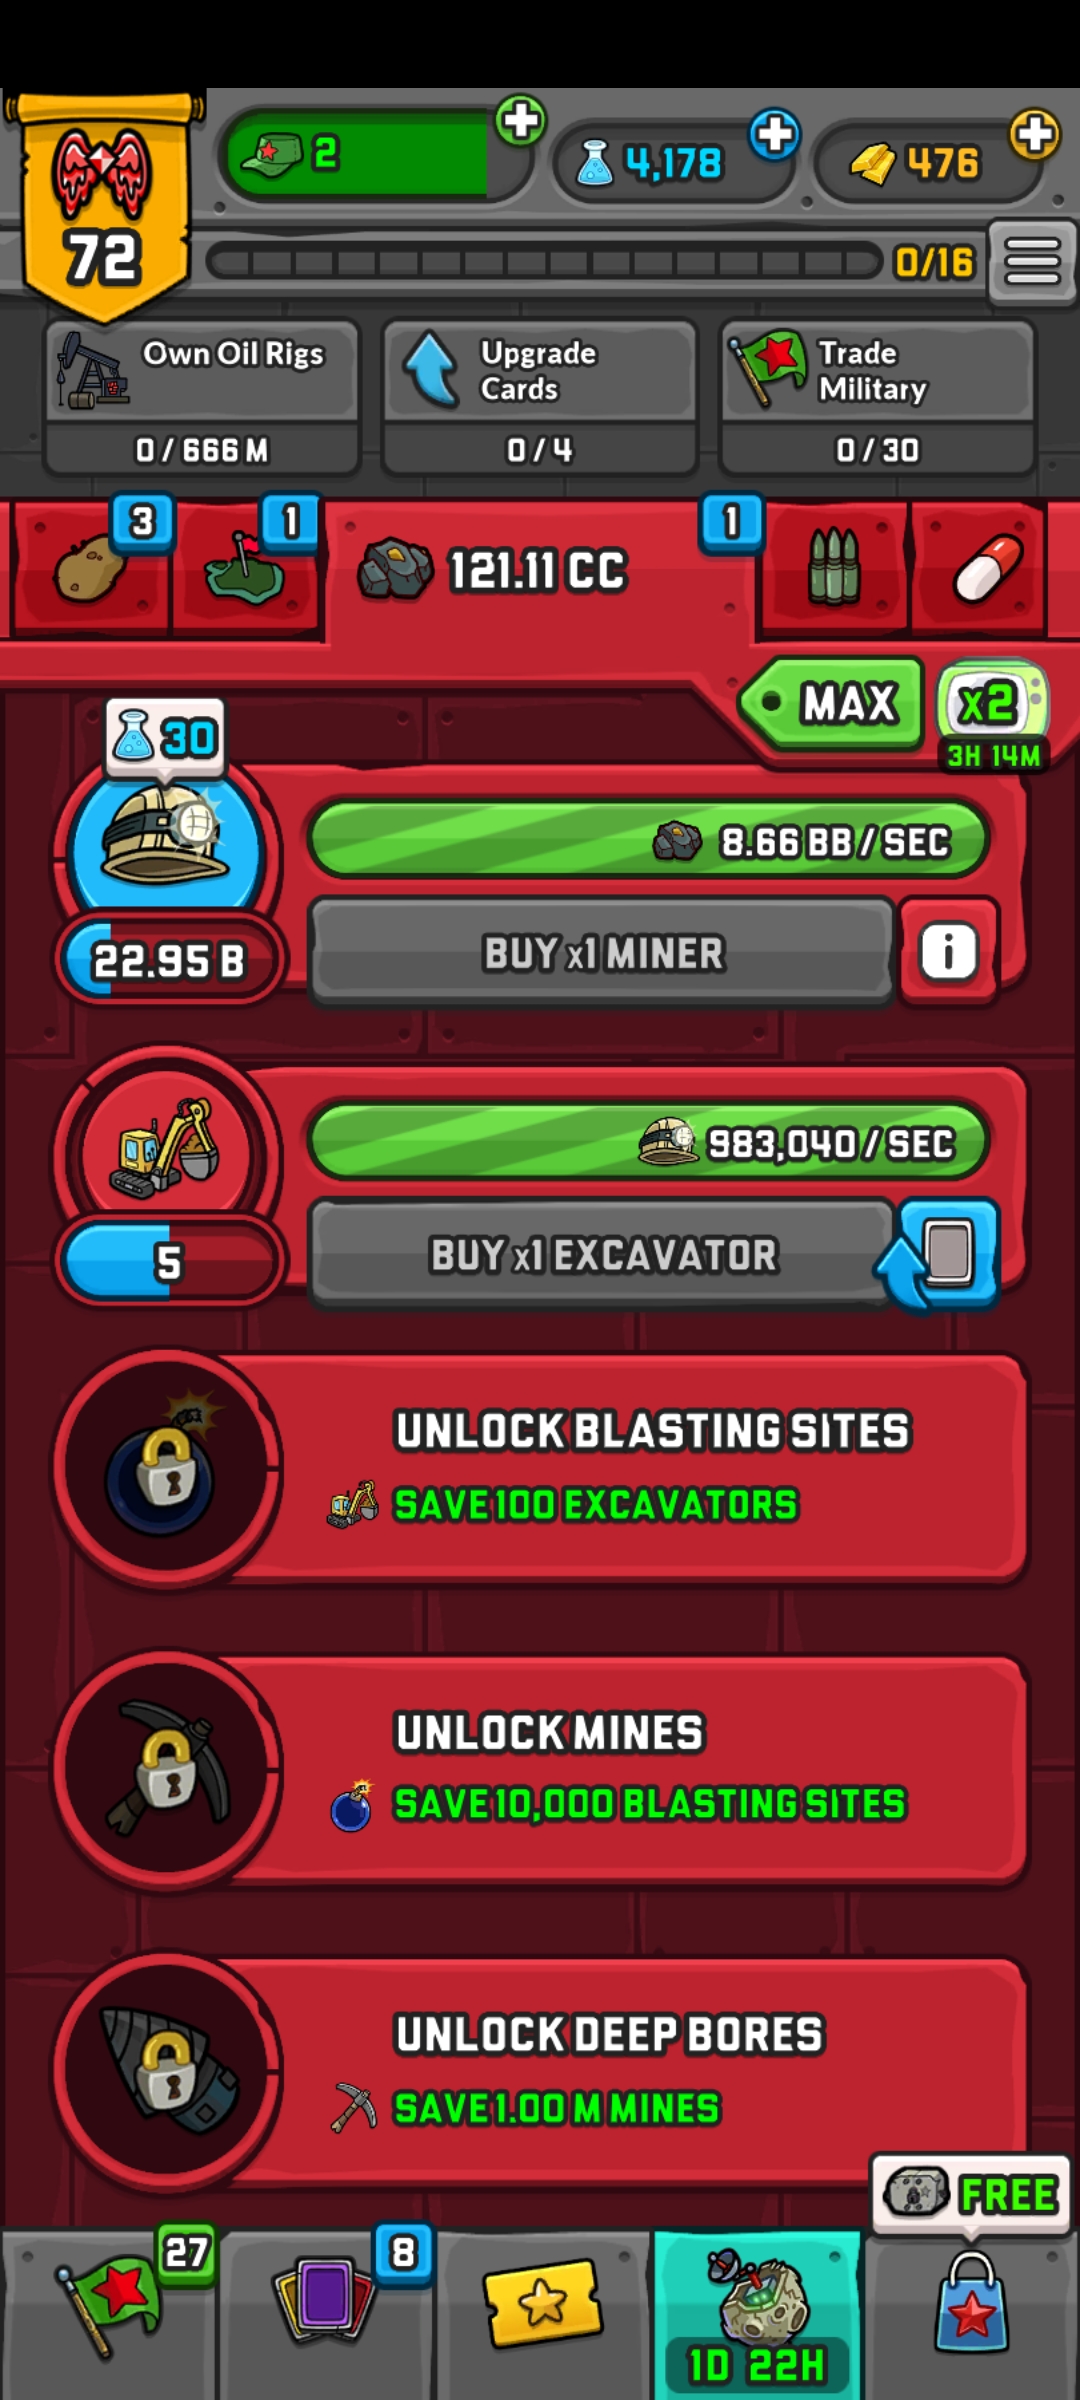 2
4,178
476
72
0/16
Own Oil Rigs
0 / 666 M
Upgrade
Cards
0 / 4
Trade
Military
0 / 30
3
1
121.11 CC
1
MAX
x2
3H 14M
30
8.66 BB / SEC
22.95 B
BUY x1 MINER
i
983,040 / SEC
5
BUY x1 EXCAVATOR
UNLOCK BLASTING SITES
SAVE 100 EXCAVATORS
UNLOCK MINES
SAVE 10,000 BLASTING SITES
UNLOCK DEEP BORES
SAVE 1.00 M MINES
FREE
27
8
1D 22H